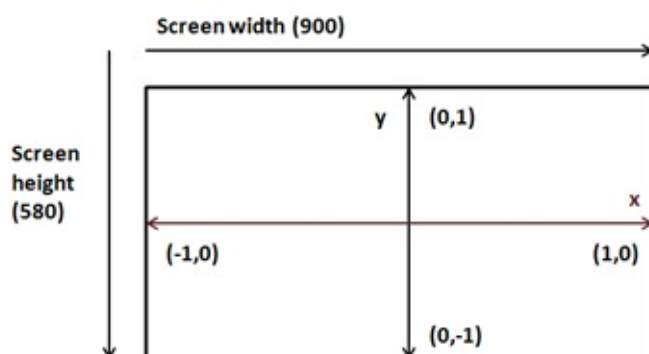 Screen width (900)
y
(0,1)
Screen
height
(580)
x
(-1,0)
(1,0)
(0,-1)